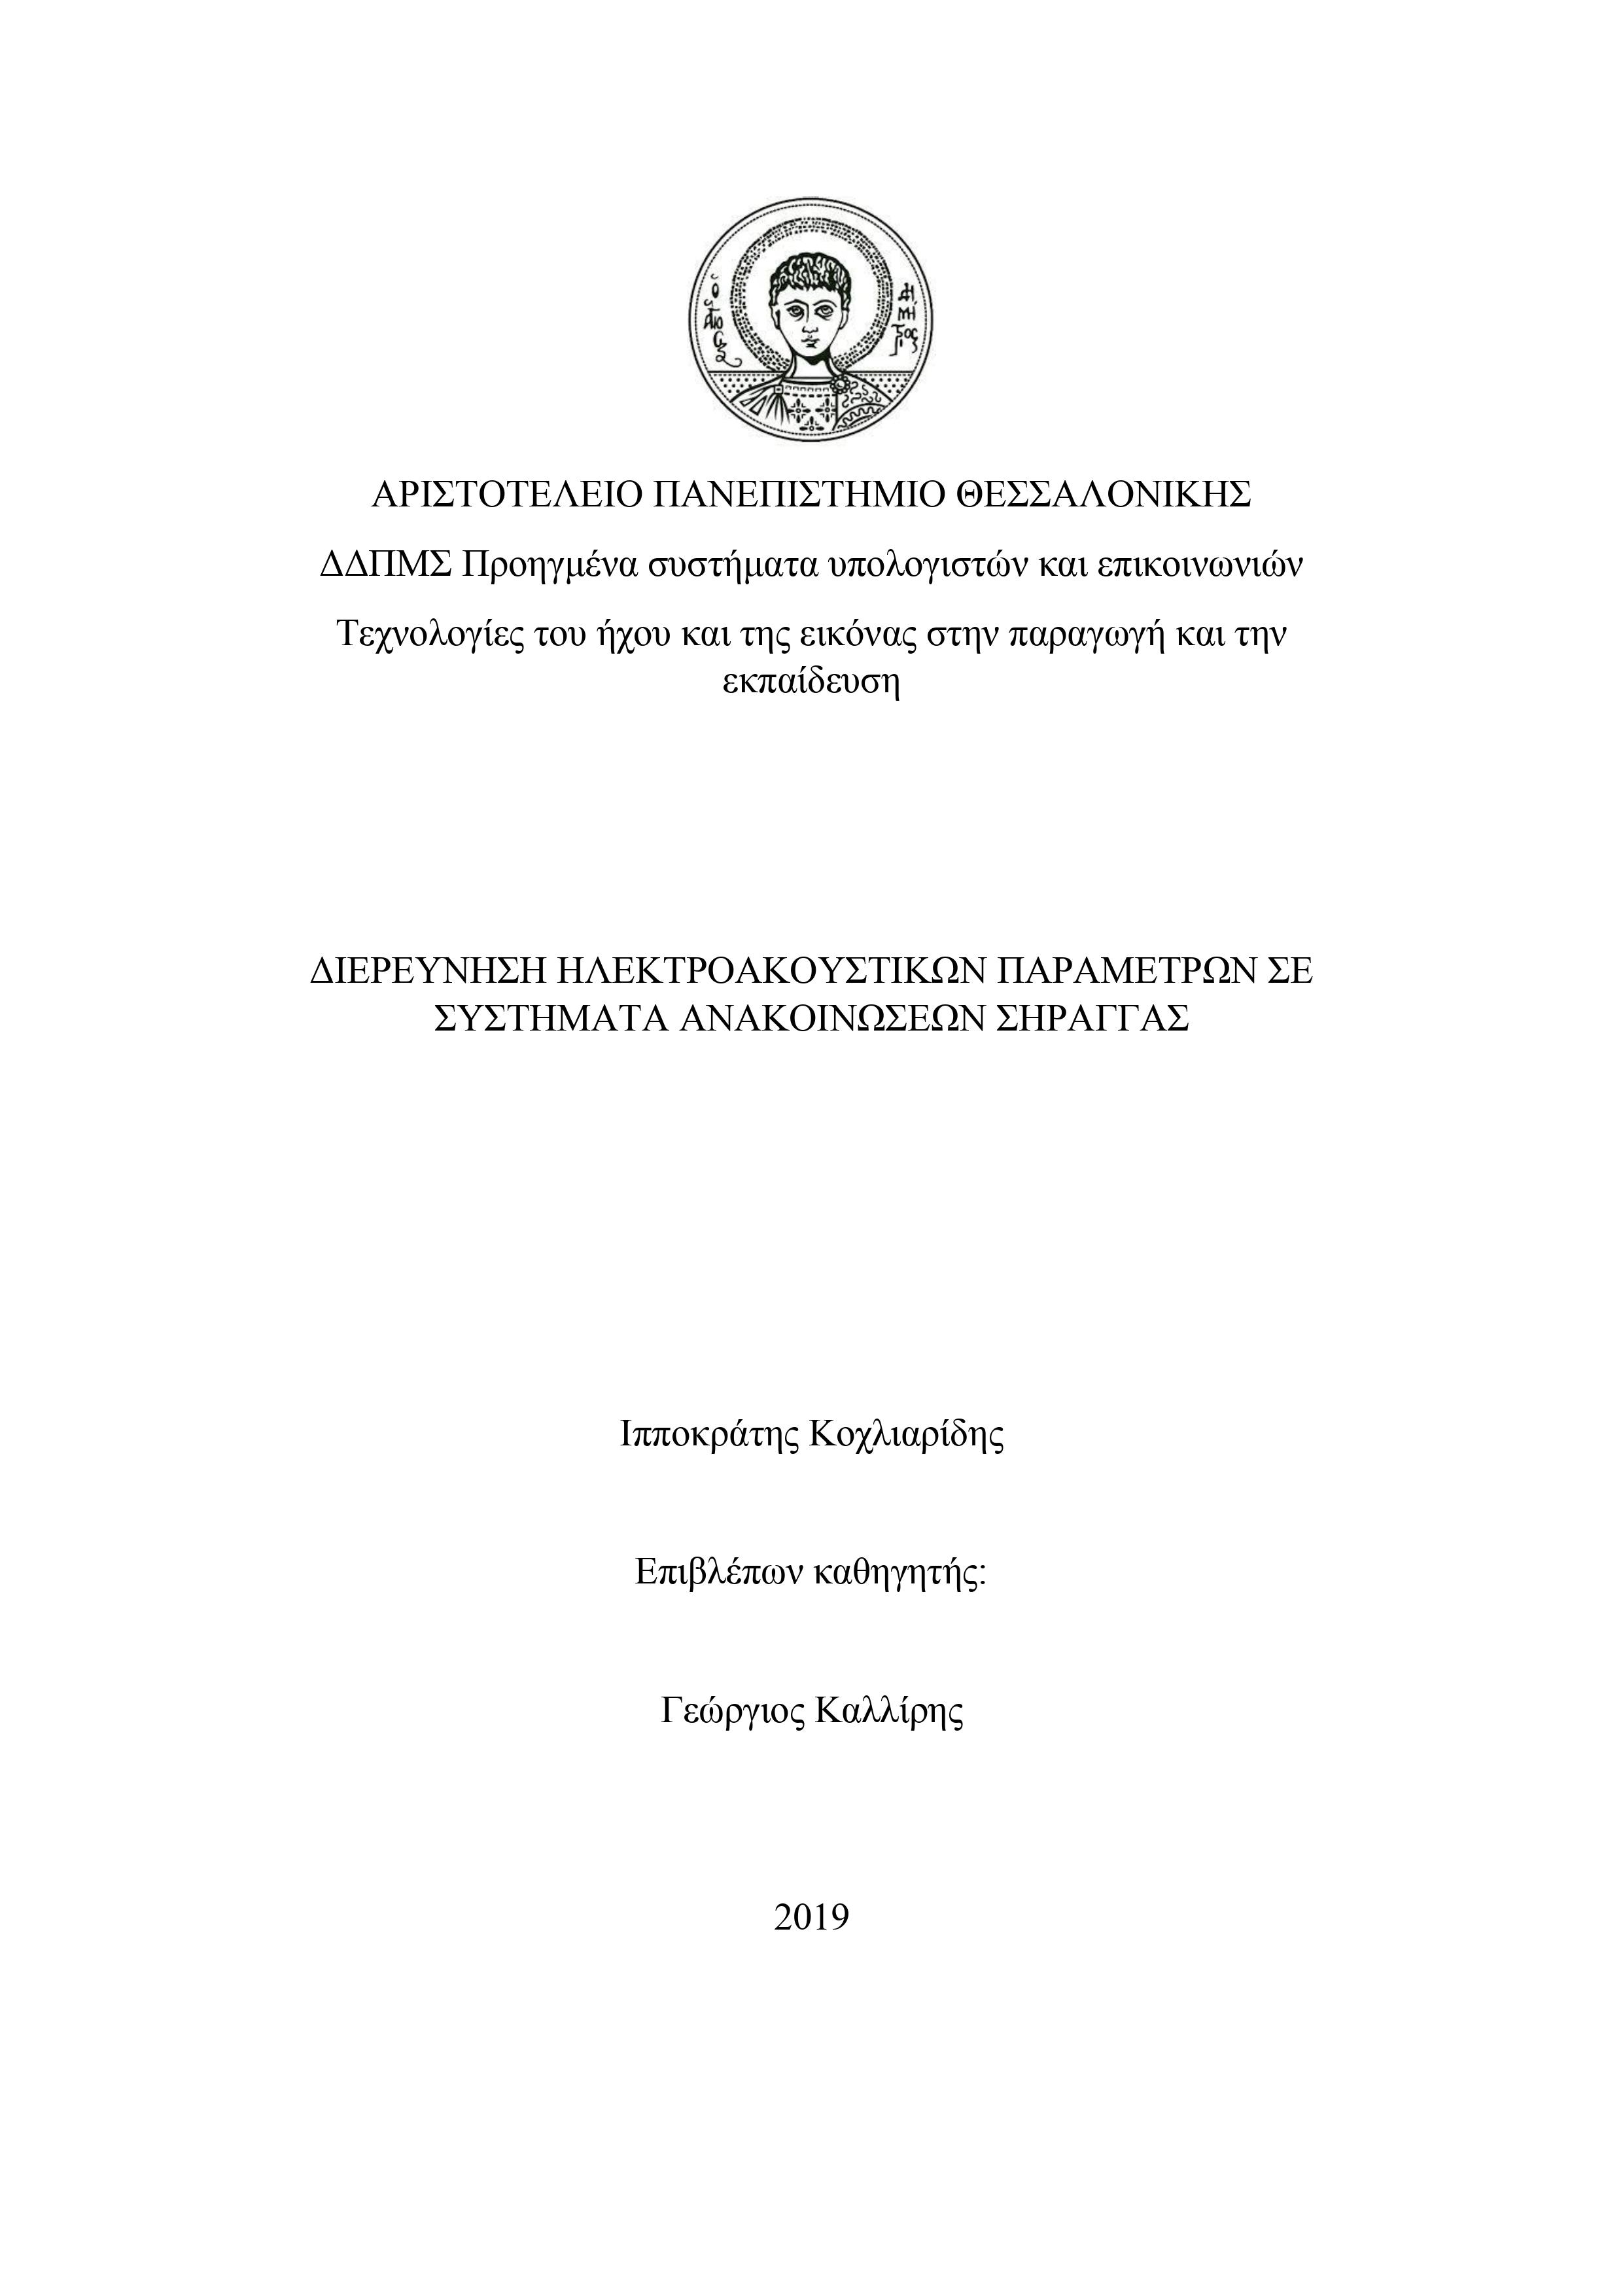 ΑΡΙΣΤΟΤΕΛΕΙΟ ΠΑΝΕΠΙΣΤΗΜΙΟ ΘΕΣΣΑΛΟΝΙΚΗΣ
ΔΔΠΜΣ Προηγμένα συστήματα υπολογιστών και επικοινωνιών
Τεχνολογίες του ήχου και της εικόνας στην παραγωγή και την
εκπαίδευση
ΔΙΕΡΕΥΝΗΣΗ ΗΛΕΚΤΡΟΑΚΟΥΣΤΙΚΩΝ ΠΑΡΑΜΕΤΡΩΝ ΣΕ
ΣΥΣΤΗΜΑΤΑ ΑΝΑΚΟΙΝΩΣΕΩΝ ΣΗΡΑΓΓΑΣ
Ιπποκράτης Κοχλιαρίδης
Επιβλέπων καθηγητής:
Γεώργιος Καλλίρης
2019